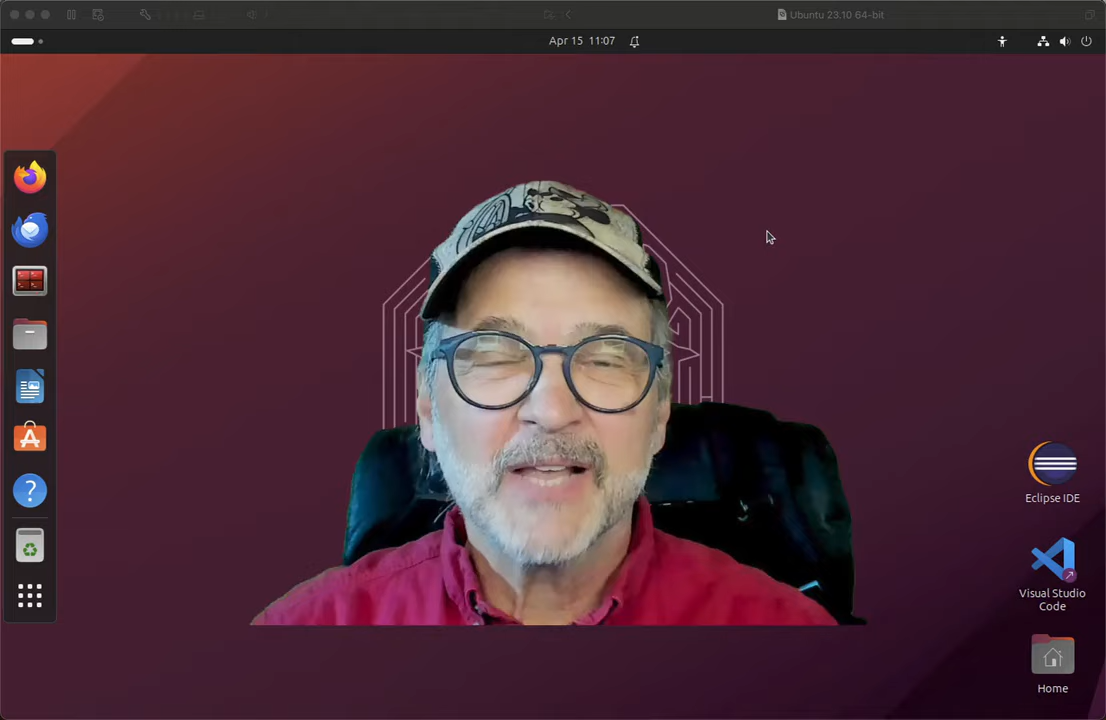 Ubuntu 23.10 64-bit
Apr 15 11:07
Eclipse IDE
Visual Studio
Code
Home